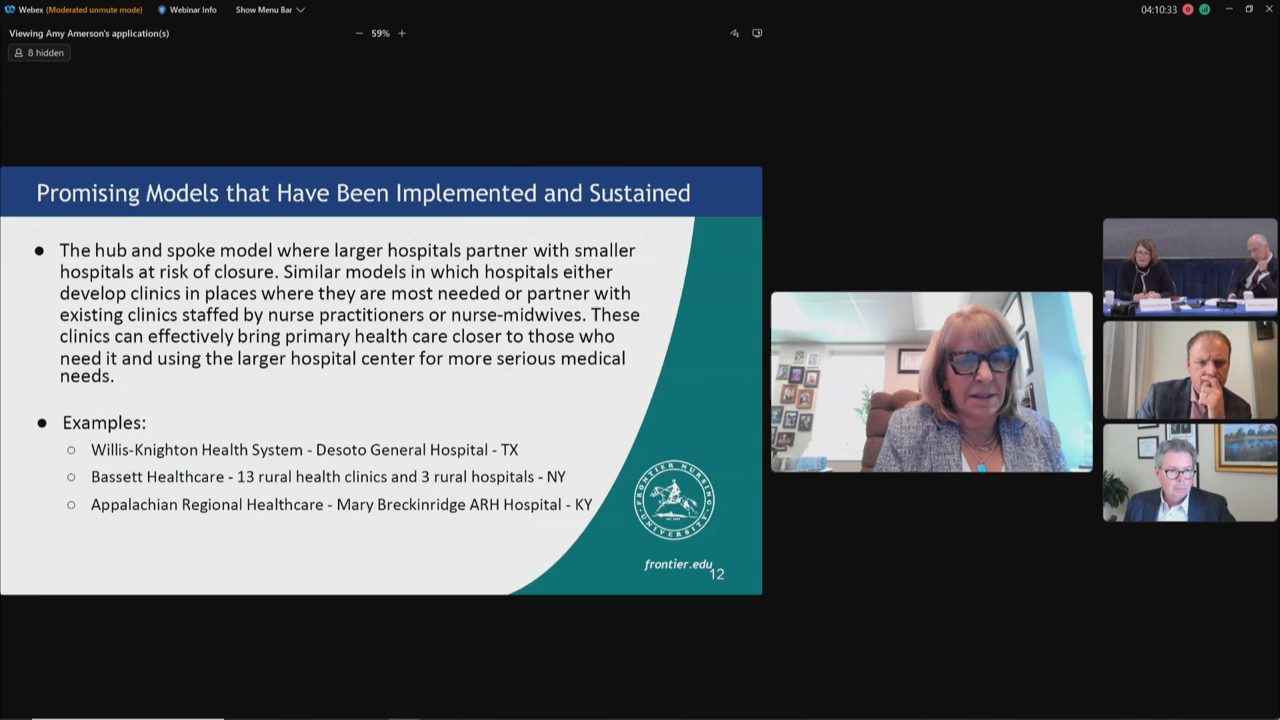 Webex (Moderated unmute mode) Webinar Info Show Menu Bar 04:10:33
Viewing Amy Amerson's application(s) 59%
8 hidden
Promising Models that Have Been Implemented and Sustained
The hub and spoke model where larger hospitals partner with smaller
hospitals at risk of closure. Similar models in which hospitals either
develop clinics in places where they are most needed or partner with
existing clinics staffed by nurse practitioners or nurse-midwives. These
clinics can effectively bring primary health care closer to those who
need it and using the larger hospital center for more serious medical
needs.
Examples:
Willis-Knighton Health System - Desoto General Hospital - TX
Bassett Healthcare - 13 rural health clinics and 3 rural hospitals - NY
Appalachian Regional Healthcare - Mary Breckinridge ARH Hospital - KY
FRONTIER NURSING
UNIVERSITY
frontier.edu
12